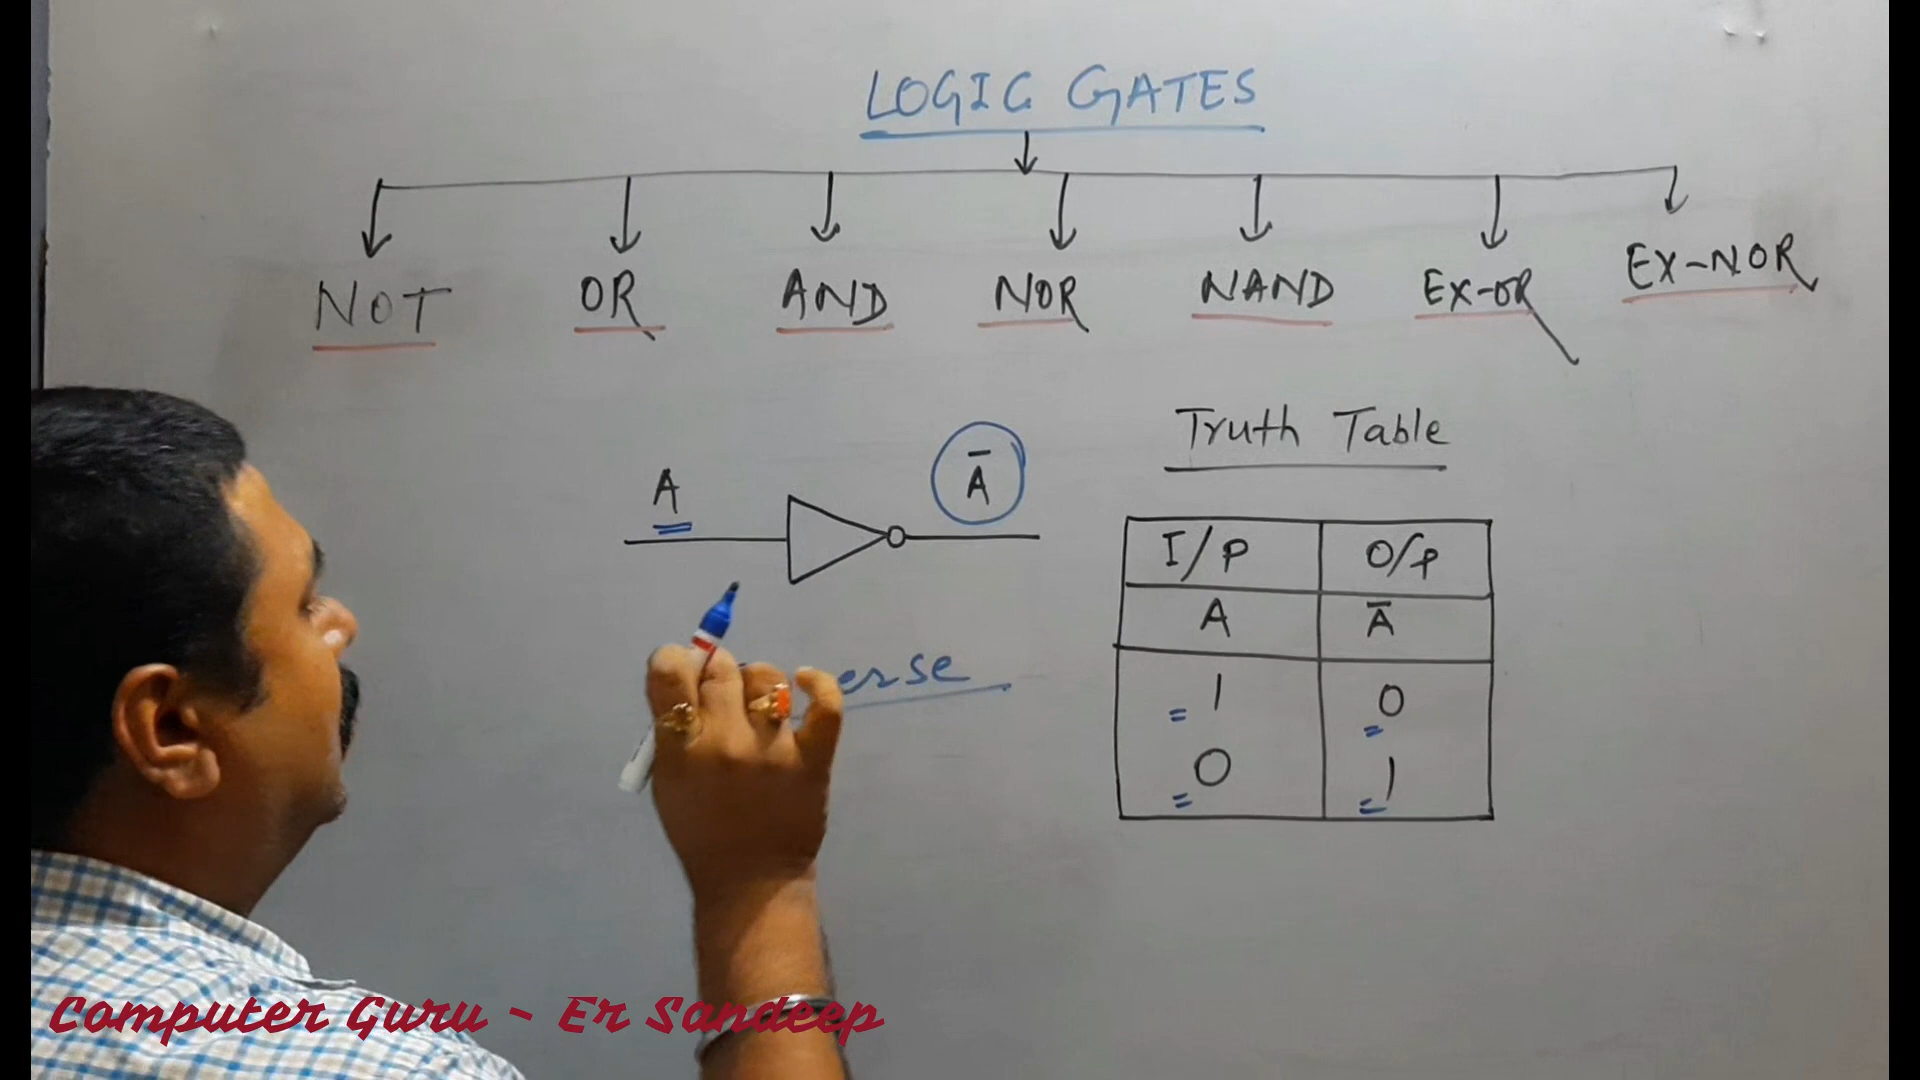 LOGIC GATES
NOT OR AND NOR NAND EX-OR EX-NOR
Truth Table
A Ā
I/P O/P
A Ā
1 0
0 1
Computer Guru - Er Sandeep